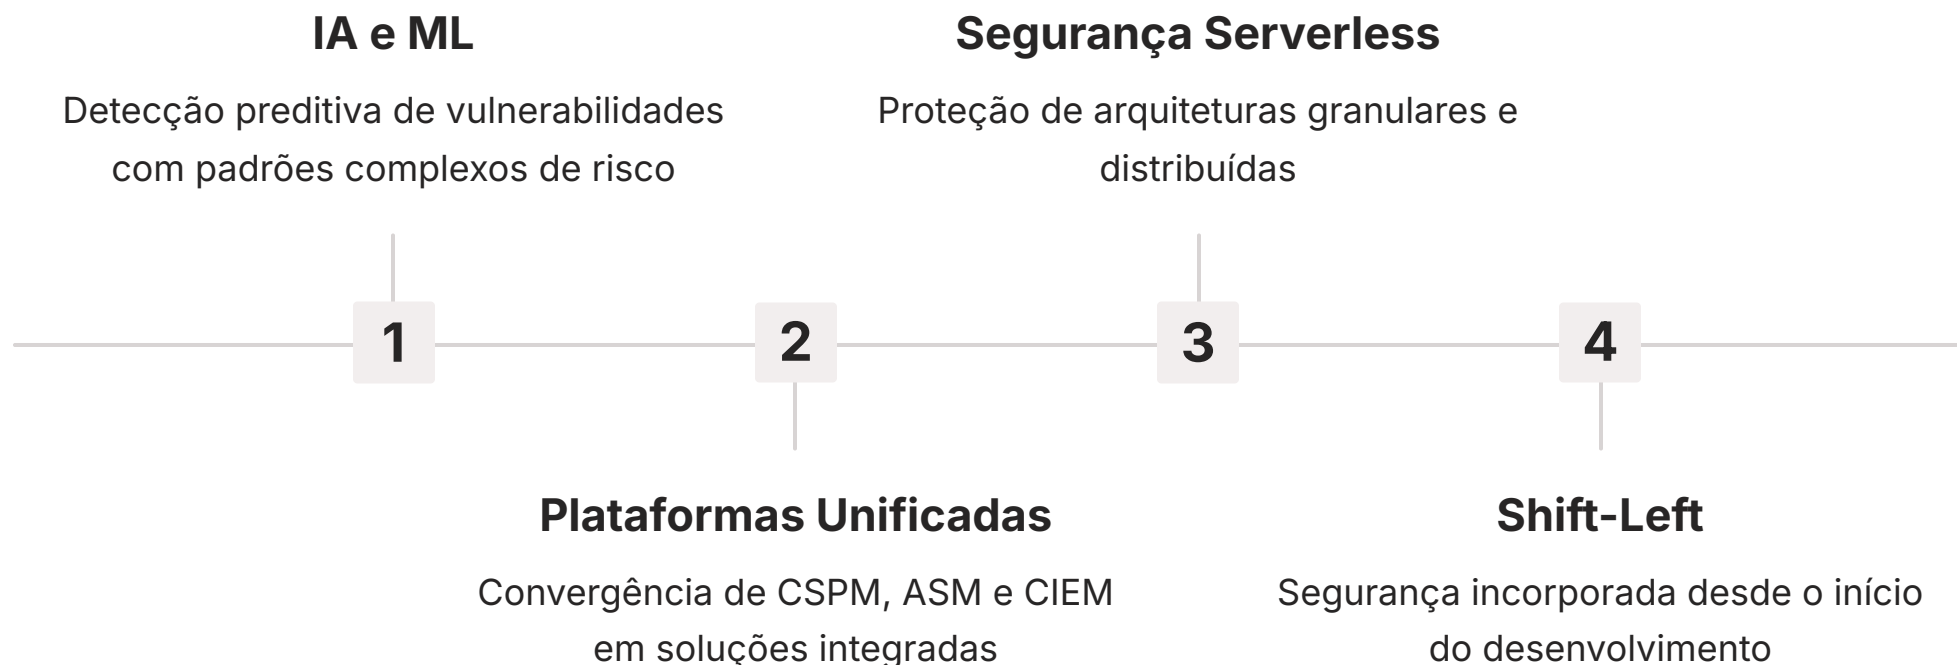 IA e ML
Detecção preditiva de vulnerabilidades
com padrões complexos de risco
Segurança Serverless
Proteção de arquiteturas granulares e
distribuídas
1
2
3
4
Plataformas Unificadas
Convergência de CSPM, ASM e CIEM
em soluções integradas
Shift-Left
Segurança incorporada desde o início
do desenvolvimento